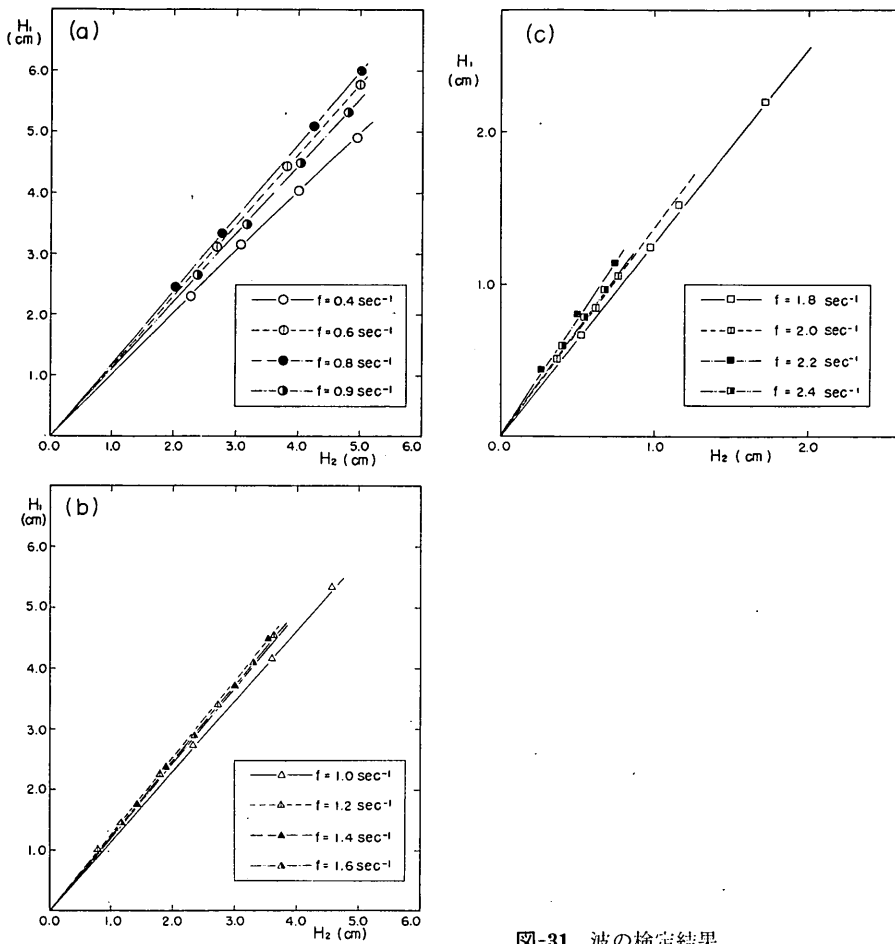 H₁
(cm)
(a)
6.0
5.0
4.0
3.0
2.0
1.0
0.0
1.0
2.0
3.0
4.0
5.0
6.0
H₂ (cm)
f = 0.4 sec⁻¹
f = 0.6 sec⁻¹
f = 0.8 sec⁻¹
f = 0.9 sec⁻¹
(c)
H₁
(cm)
2.0
1.0
0.0
1.0
2.0
H₂ (cm)
f = 1.8 sec⁻¹
f = 2.0 sec⁻¹
f = 2.2 sec⁻¹
f = 2.4 sec⁻¹
H₁
(cm)
(b)
6.0
5.0
4.0
3.0
2.0
1.0
0.0
1.0
2.0
3.0
4.0
5.0
6.0
H₂ (cm)
f = 1.0 sec⁻¹
f = 1.2 sec⁻¹
f = 1.4 sec⁻¹
f = 1.6 sec⁻¹
図-31 波の検定結果